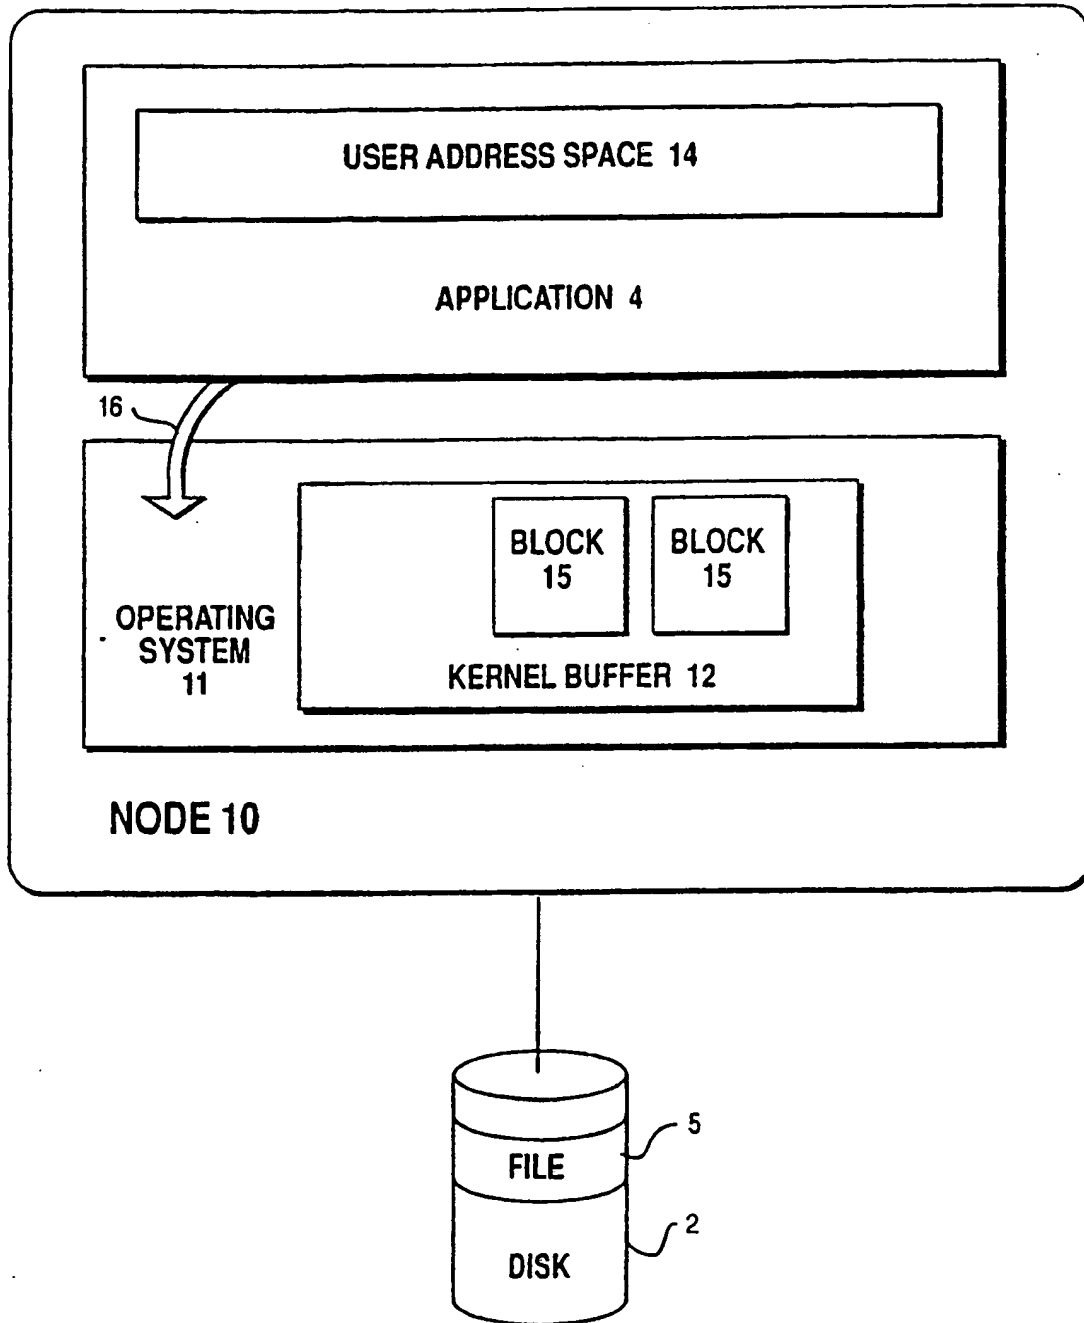 USER ADDRESS SPACE 14
APPLICATION 4
16
BLOCK
15
BLOCK
15
OPERATING
SYSTEM
11
KERNEL BUFFER 12
NODE 10
5
FILE
2
DISK